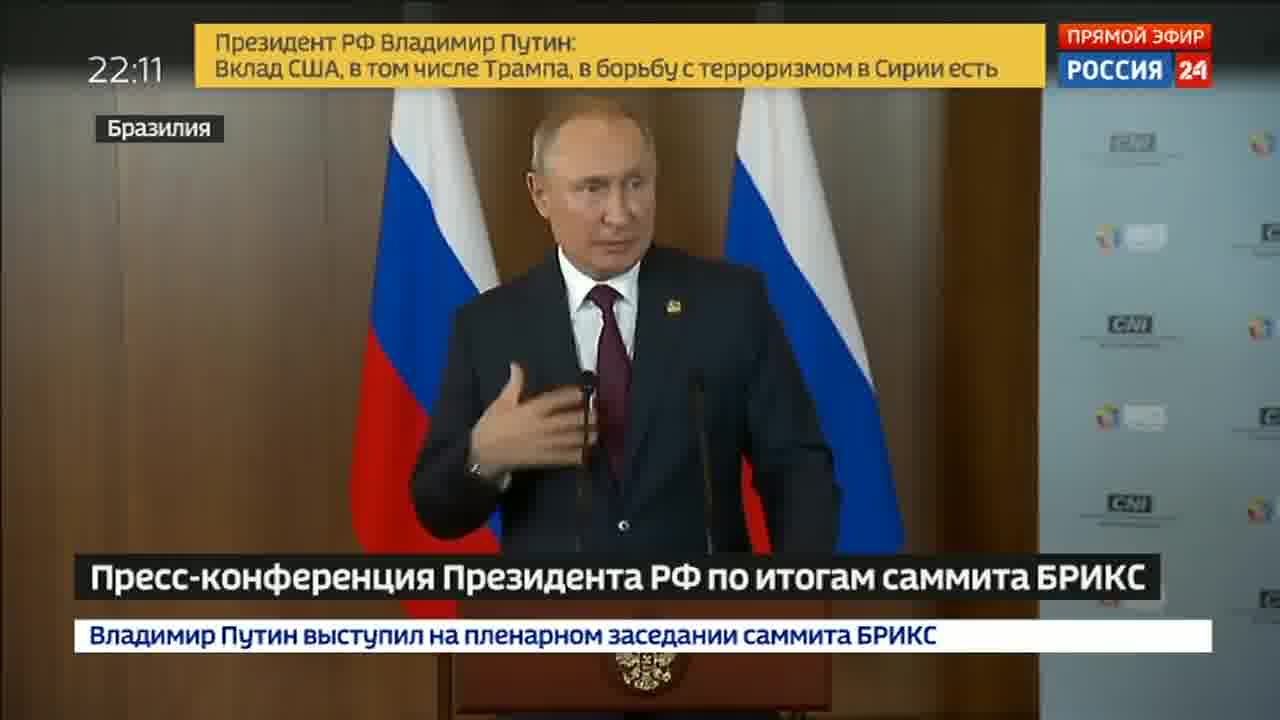 22:11
Президент РФ Владимир Путин:
Вклад США, в том числе Трампа, в борьбу с терроризмом в Сирии есть
ПРЯМОЙ ЭФИР
РОССИЯ 24
Бразилия
CNI
CNI
CNI
Пресс-конференция Президента РФ по итогам саммита БРИКС
Владимир Путин выступил на пленарном заседании саммита БРИКС